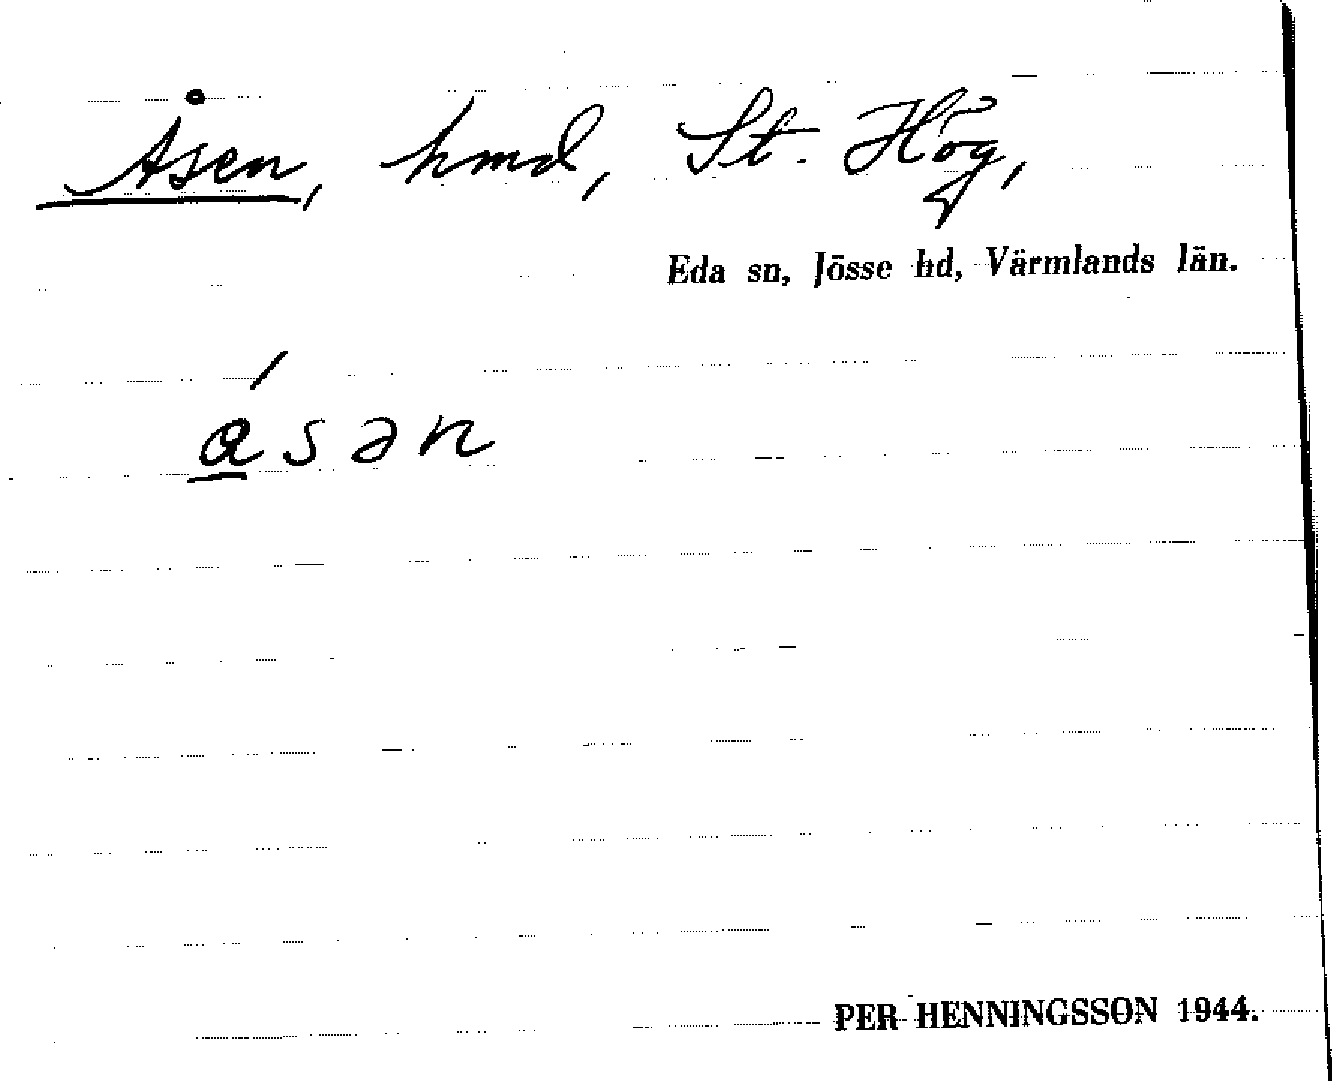 Åsen, hmd, St. Hög,
Eda sn, Jösse hd, Värmlands län.
ásən
PER HENNINGSSON 1944.